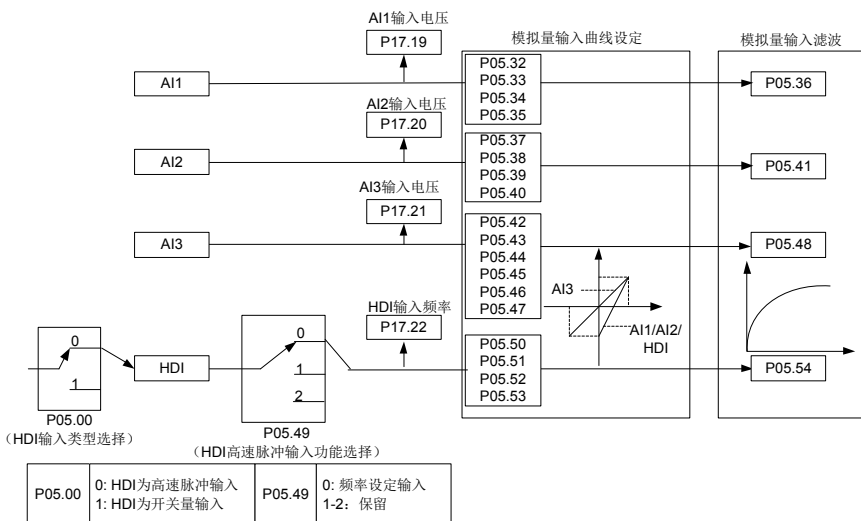 AI1输入电压
P17.19
模拟量输入曲线设定
模拟量输入滤波
AI1
P05.32
P05.33
P05.34
P05.35
P05.36
AI2输入电压
P17.20
AI2
P05.37
P05.38
P05.39
P05.40
P05.41
AI3输入电压
P17.21
AI3
P05.42
P05.43
P05.44
P05.45
P05.46
P05.47
P05.48
AI3
AI1/AI2/
HDI
HDI输入频率
P17.22
0
1
P05.00
(HDI输入类型选择)
HDI
0
1
2
P05.49
(HDI高速脉冲输入功能选择)
P05.50
P05.51
P05.52
P05.53
P05.54
P05.00
0: HDI为高速脉冲输入
1: HDI为开关量输入
P05.49
0: 频率设定输入
1-2: 保留